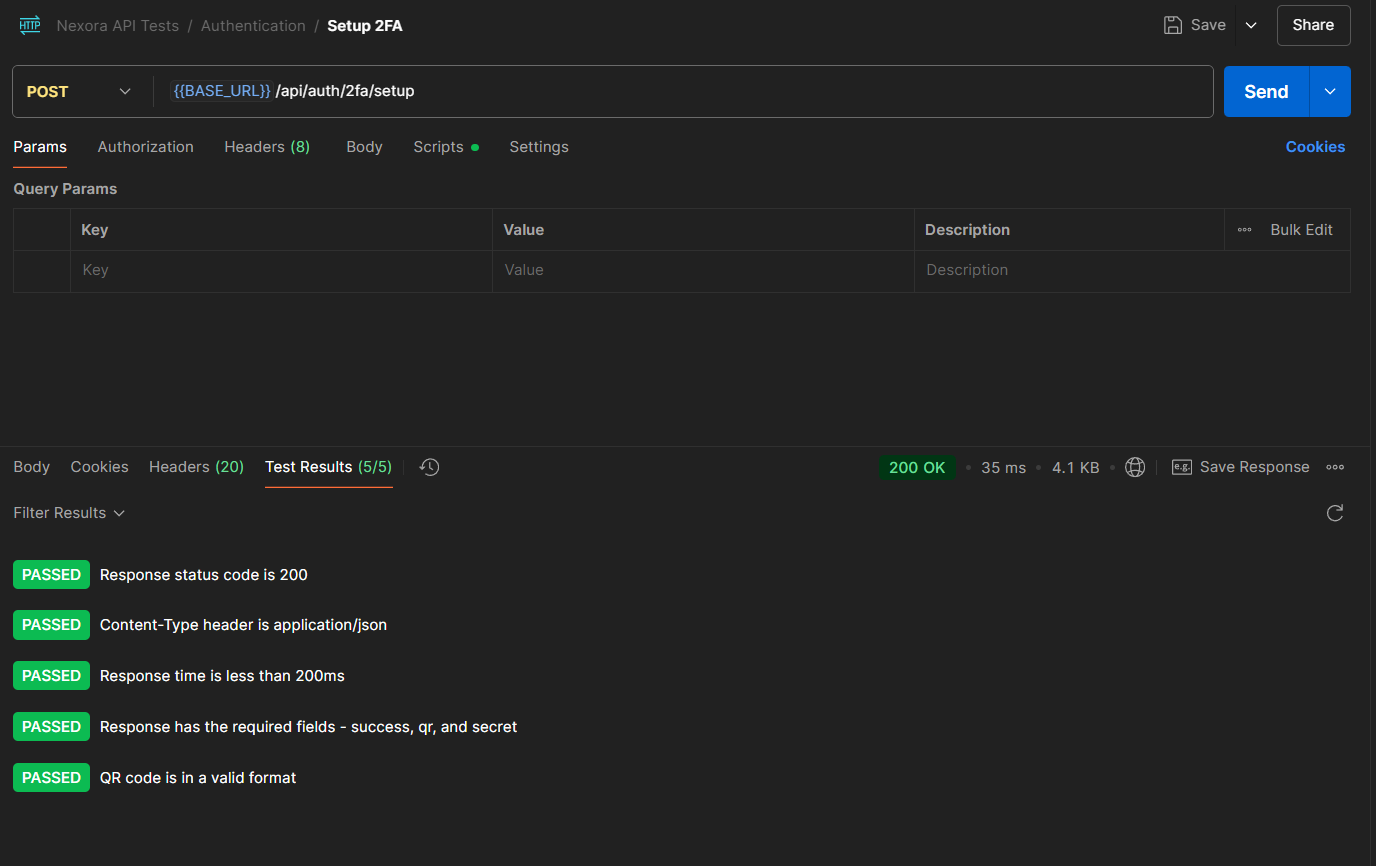 HTTP Nexora API Tests / Authentication / Setup 2FA Save Share
POST {{BASE_URL}} /api/auth/2fa/setup Send
Params Authorization Headers (8) Body Scripts Settings Cookies
Query Params
Key Value Description Bulk Edit
Key Value Description
Body Cookies Headers (20) Test Results (5/5) 200 OK 35 ms 4.1 KB e.g. Save Response
Filter Results
PASSED Response status code is 200
PASSED Content-Type header is application/json
PASSED Response time is less than 200ms
PASSED Response has the required fields - success, qr, and secret
PASSED QR code is in a valid format